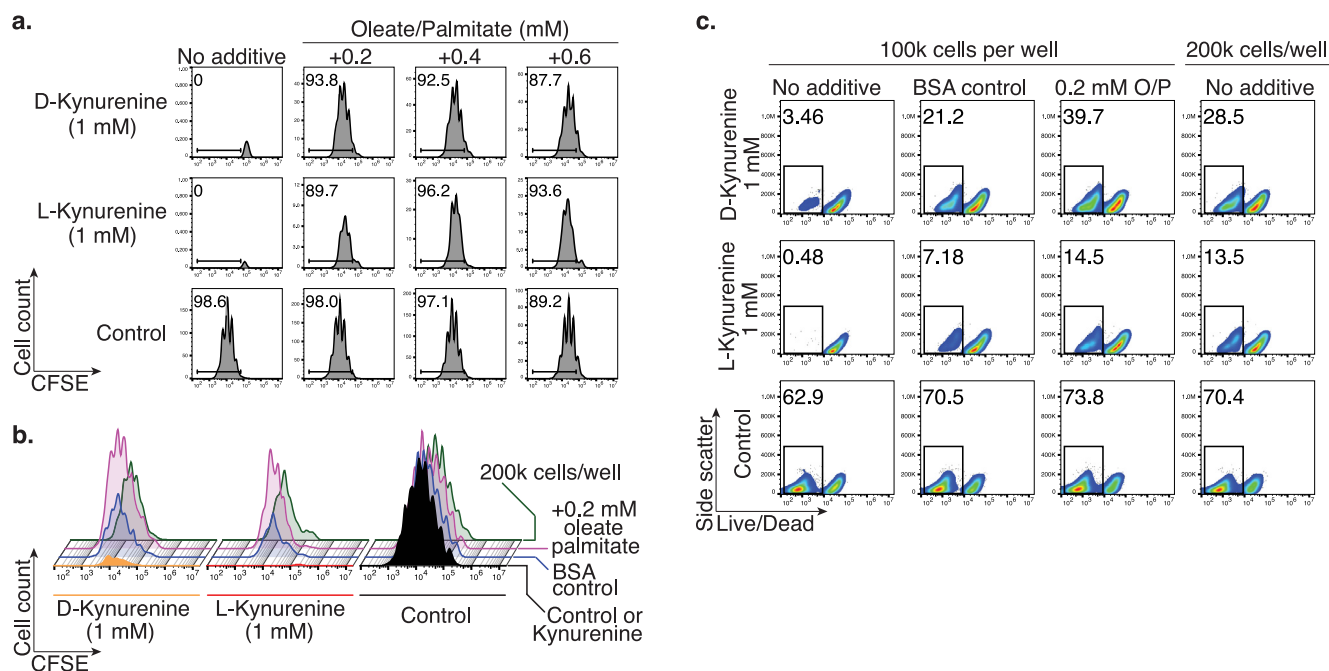 a.
Oleate/Palmitate (mM)
No additive
+0.2
+0.4
+0.6
D-Kynurenine
(1 mM)
0
93.8
92.5
87.7
L-Kynurenine
(1 mM)
0
89.7
96.2
93.6
Control
98.6
98.0
97.1
89.2
Cell count
CFSE
b.
200k cells/well
+0.2 mM
oleate
palmitate
BSA
control
Control or
Kynurenine
D-Kynurenine
(1 mM)
L-Kynurenine
(1 mM)
Control
Cell count
CFSE
c.
100k cells per well
200k cells/well
No additive
BSA control
0.2 mM O/P
No additive
D-Kynurenine
1 mM
3.46
21.2
39.7
28.5
L-Kynurenine
1 mM
0.48
7.18
14.5
13.5
Control
62.9
70.5
73.8
70.4
Side scatter
Live/Dead